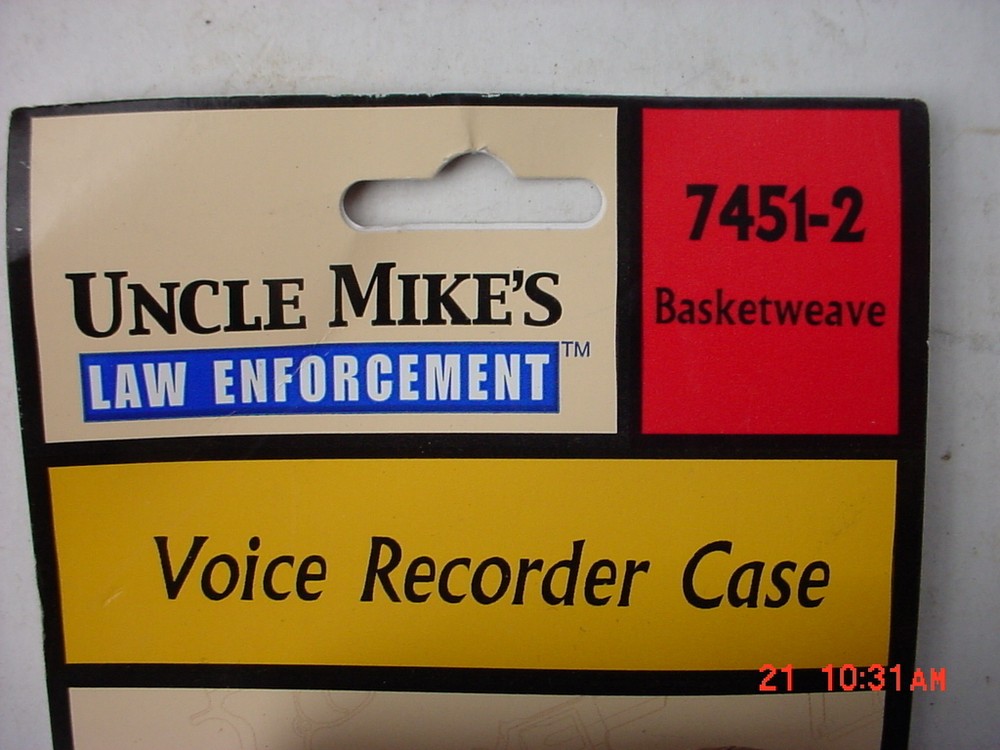 UNCLE MIKE'S
LAW ENFORCEMENT™
7451-2
Basketweave
Voice Recorder Case
21 10:31AM